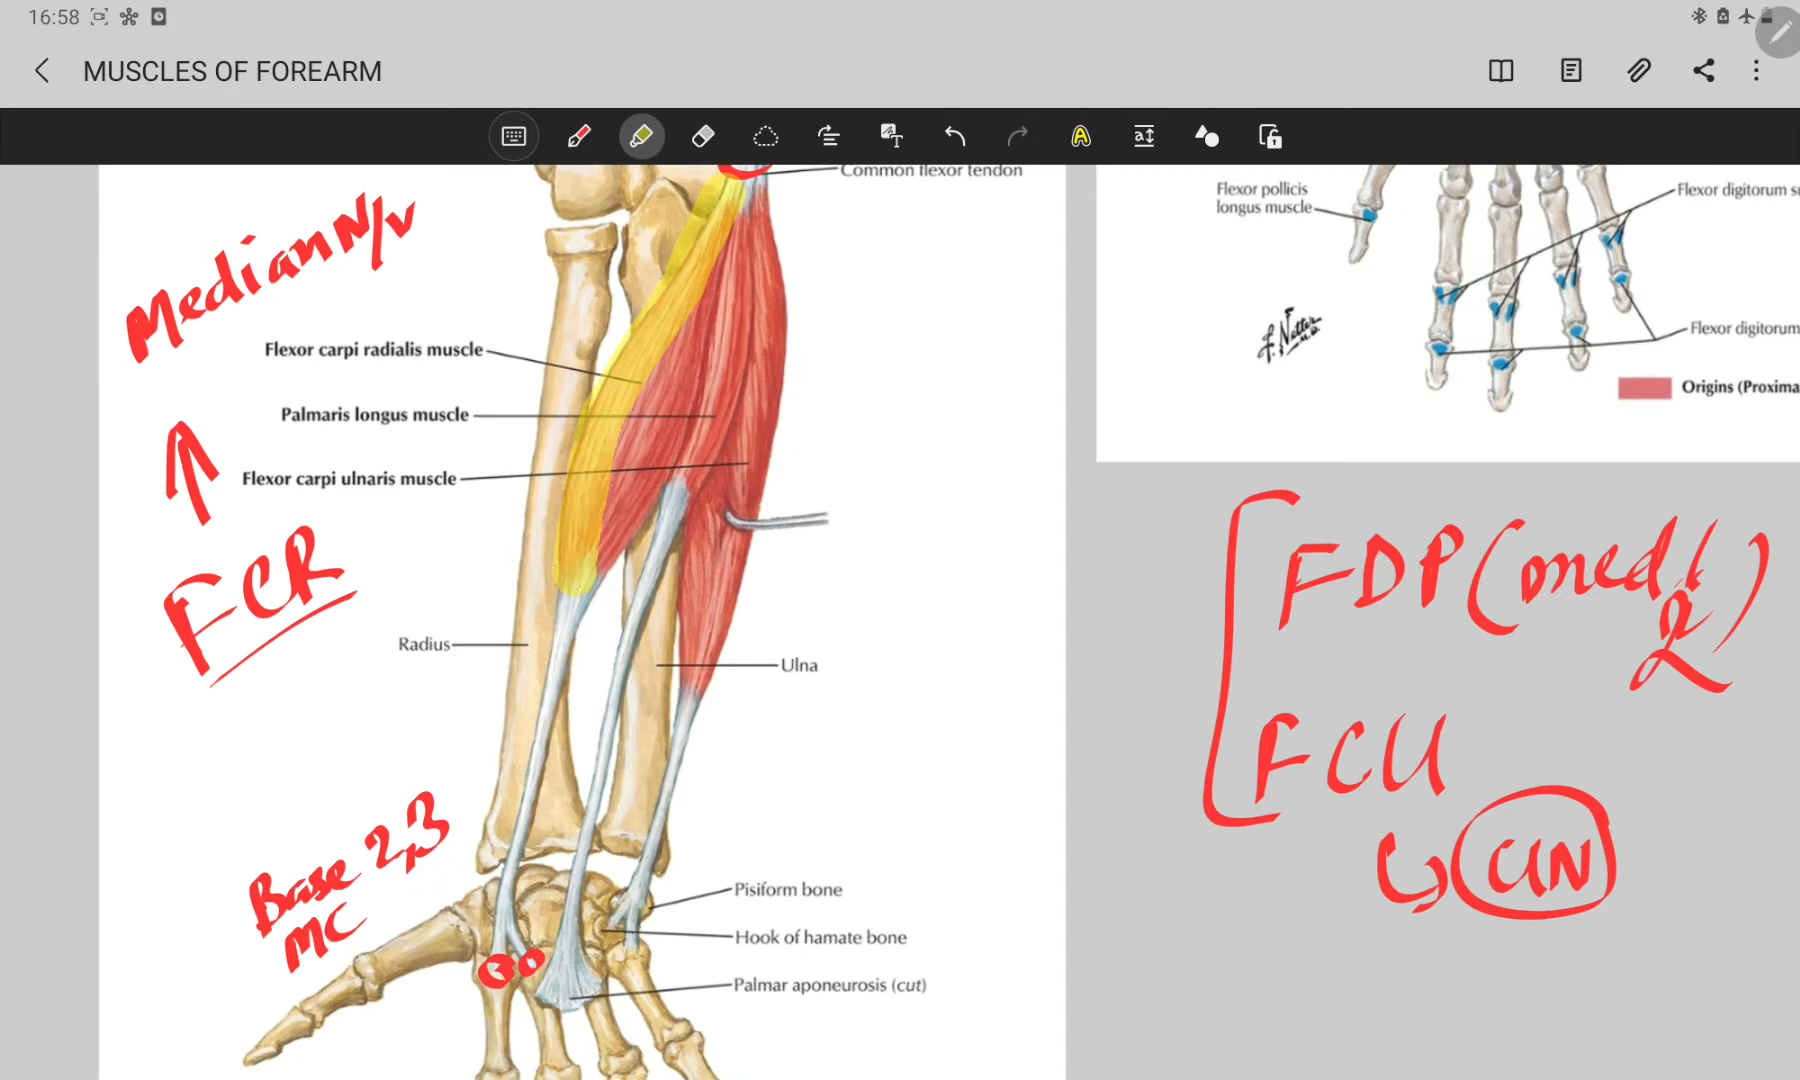 16:58
MUSCLES OF FOREARM
Common flexor tendon
Median N/v
Flexor carpi radialis muscle
Palmaris longus muscle
Flexor carpi ulnaris muscle
FCR
Radius
Ulna
Base 2,3
MC
Pisiform bone
Hook of hamate bone
Palmar aponeurosis (cut)
Flexor pollicis
longus muscle
Flexor digitorum su
F. Netter
M.D.
Flexor digitorum
Origins (Proxima
FDP (med 1/2)
FCU
UN